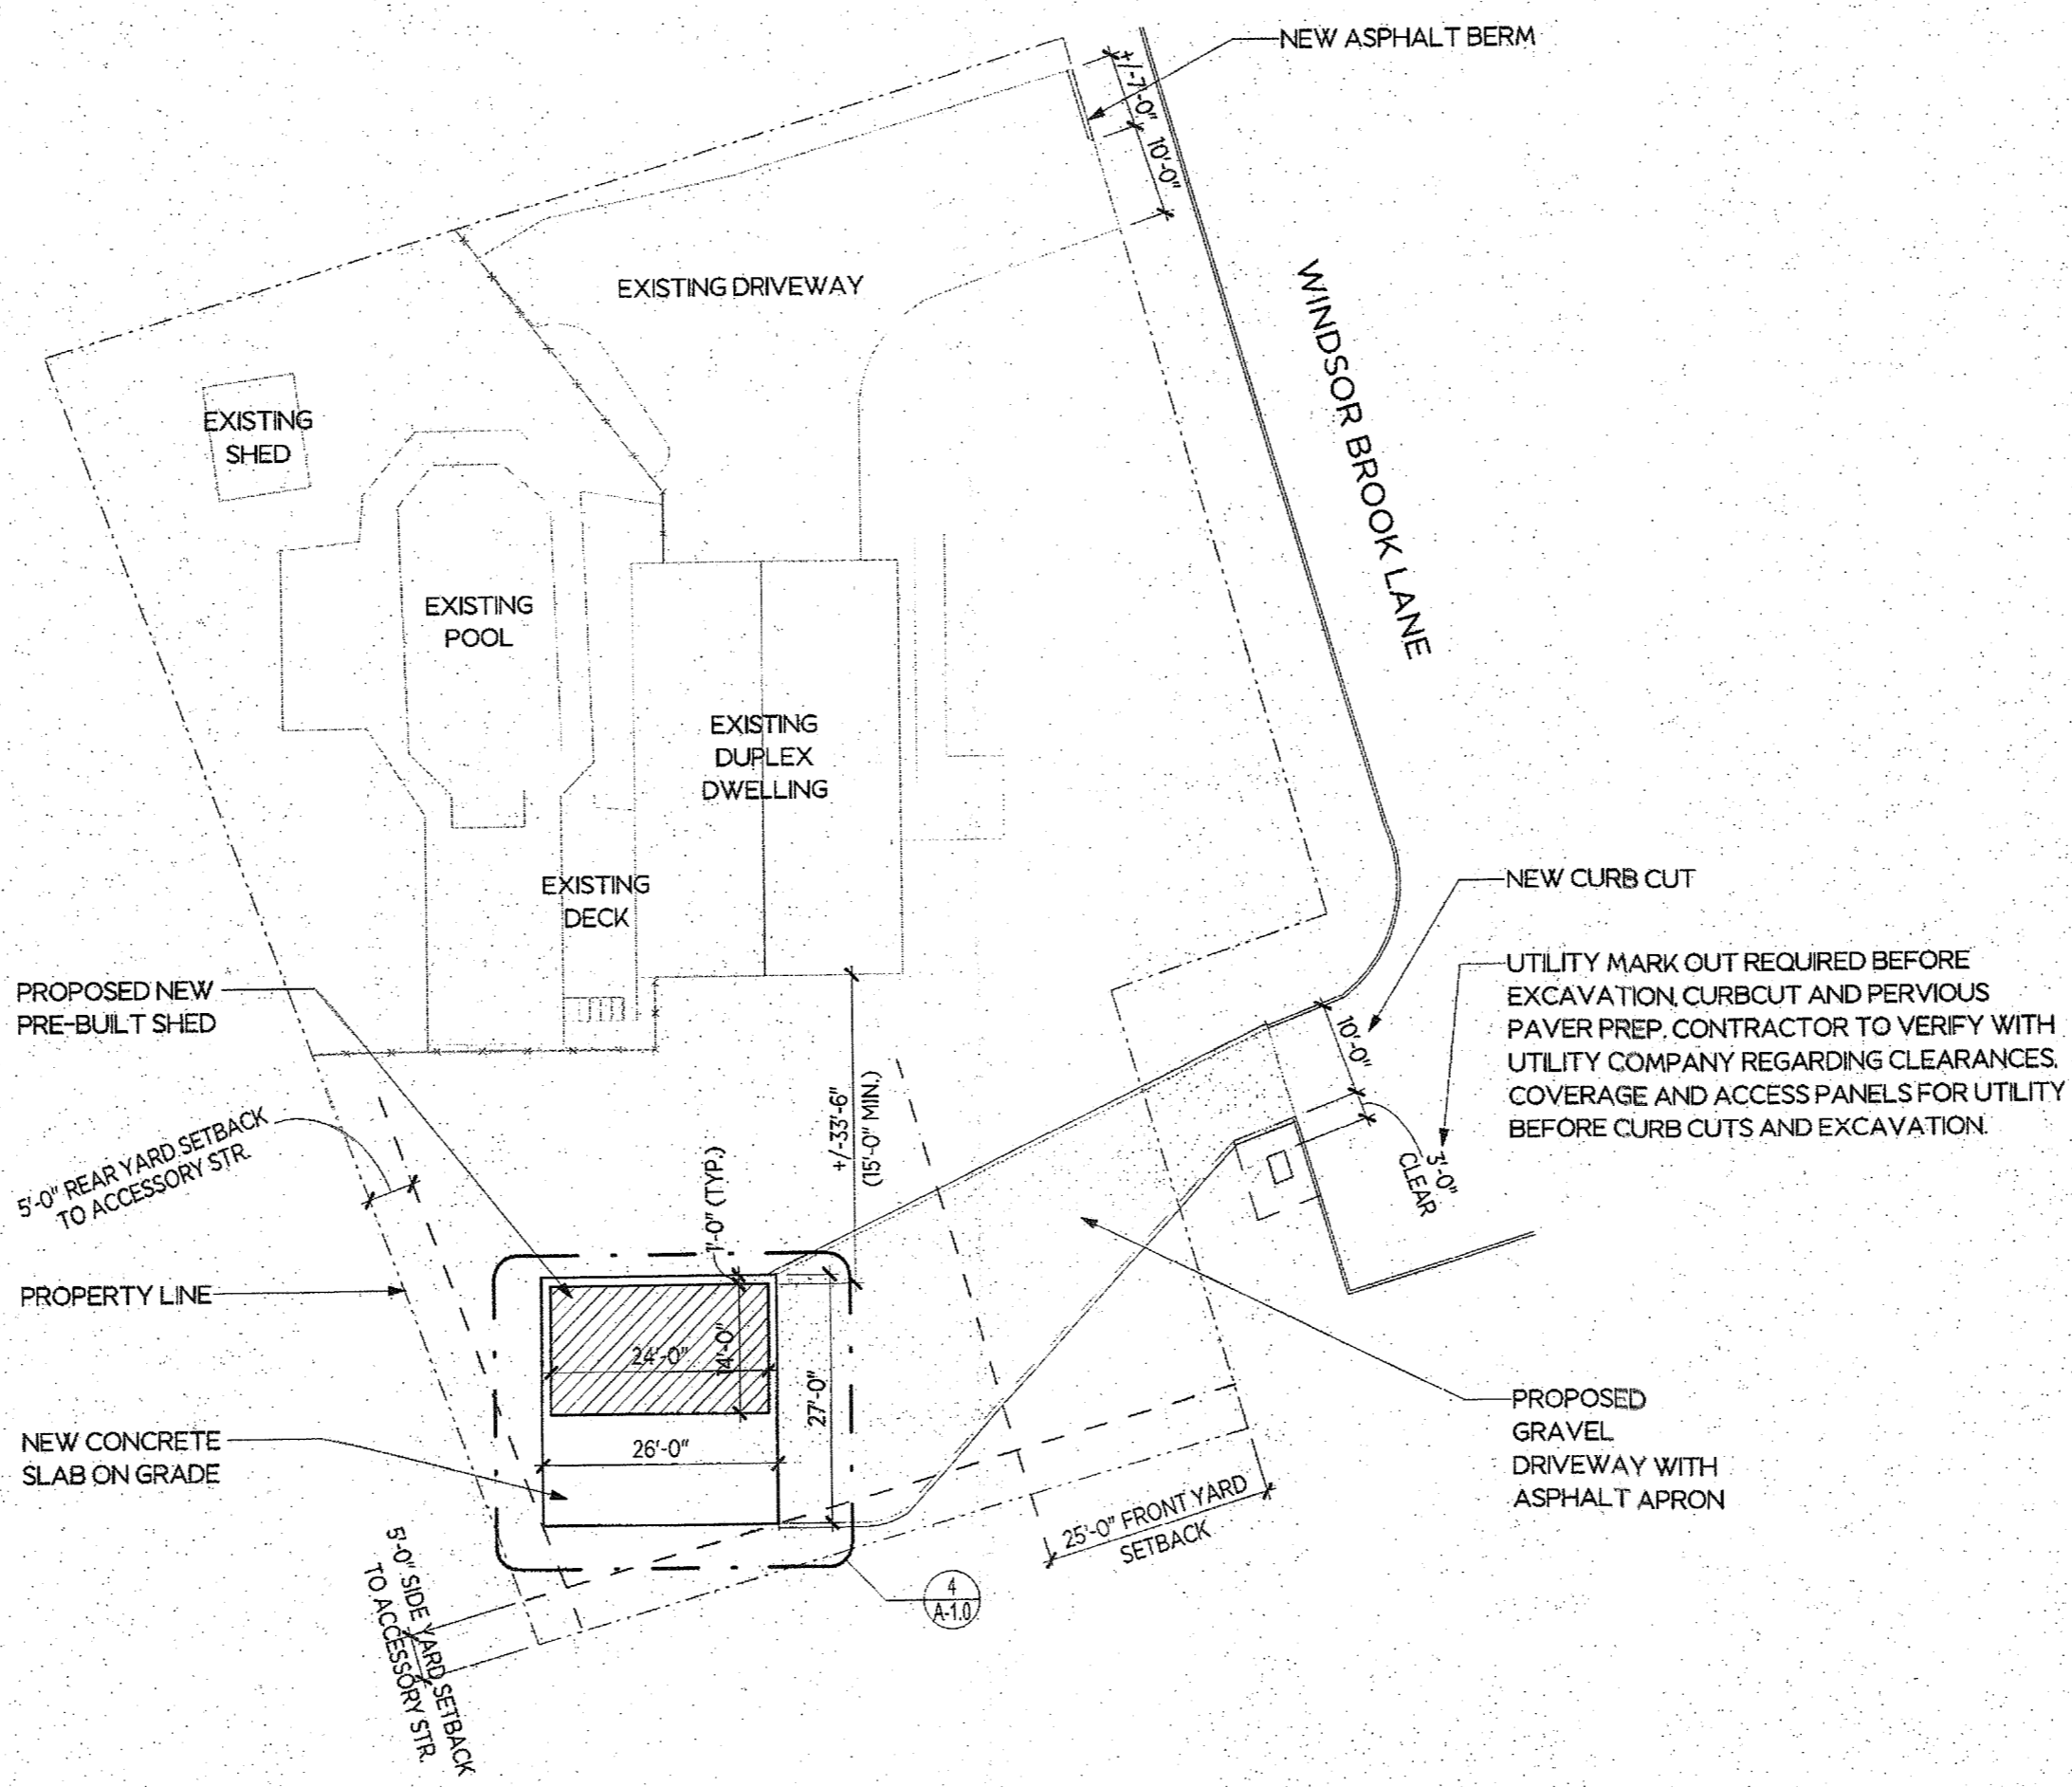 NEW ASPHALT BERM
+/-7'-0"
10'-0"
EXISTING DRIVEWAY
WINDSOR BROOK LANE
EXISTING
SHED
EXISTING
POOL
EXISTING
DUPLEX
DWELLING
EXISTING
DECK
NEW CURB CUT
UTILITY MARK OUT REQUIRED BEFORE
EXCAVATION, CURBCUT AND PERVIOUS
PAVER PREP. CONTRACTOR TO VERIFY WITH
UTILITY COMPANY REGARDING CLEARANCES,
COVERAGE AND ACCESS PANELS FOR UTILITY
BEFORE CURB CUTS AND EXCAVATION.
10'-0"
3'-0"
CLEAR
PROPOSED NEW
PRE-BUILT SHED
+/-33'-6"
(15'-0" MIN.)
1'-0" (TYP.)
5'-0" REAR YARD SETBACK
TO ACCESSORY STR.
PROPERTY LINE
24'-0"
14'-0"
27'-0"
26'-0"
NEW CONCRETE
SLAB ON GRADE
PROPOSED
GRAVEL
DRIVEWAY WITH
ASPHALT APRON
25'-0" FRONT YARD
SETBACK
5'-0" SIDE YARD SETBACK
TO ACCESSORY STR.
4
A-1.0